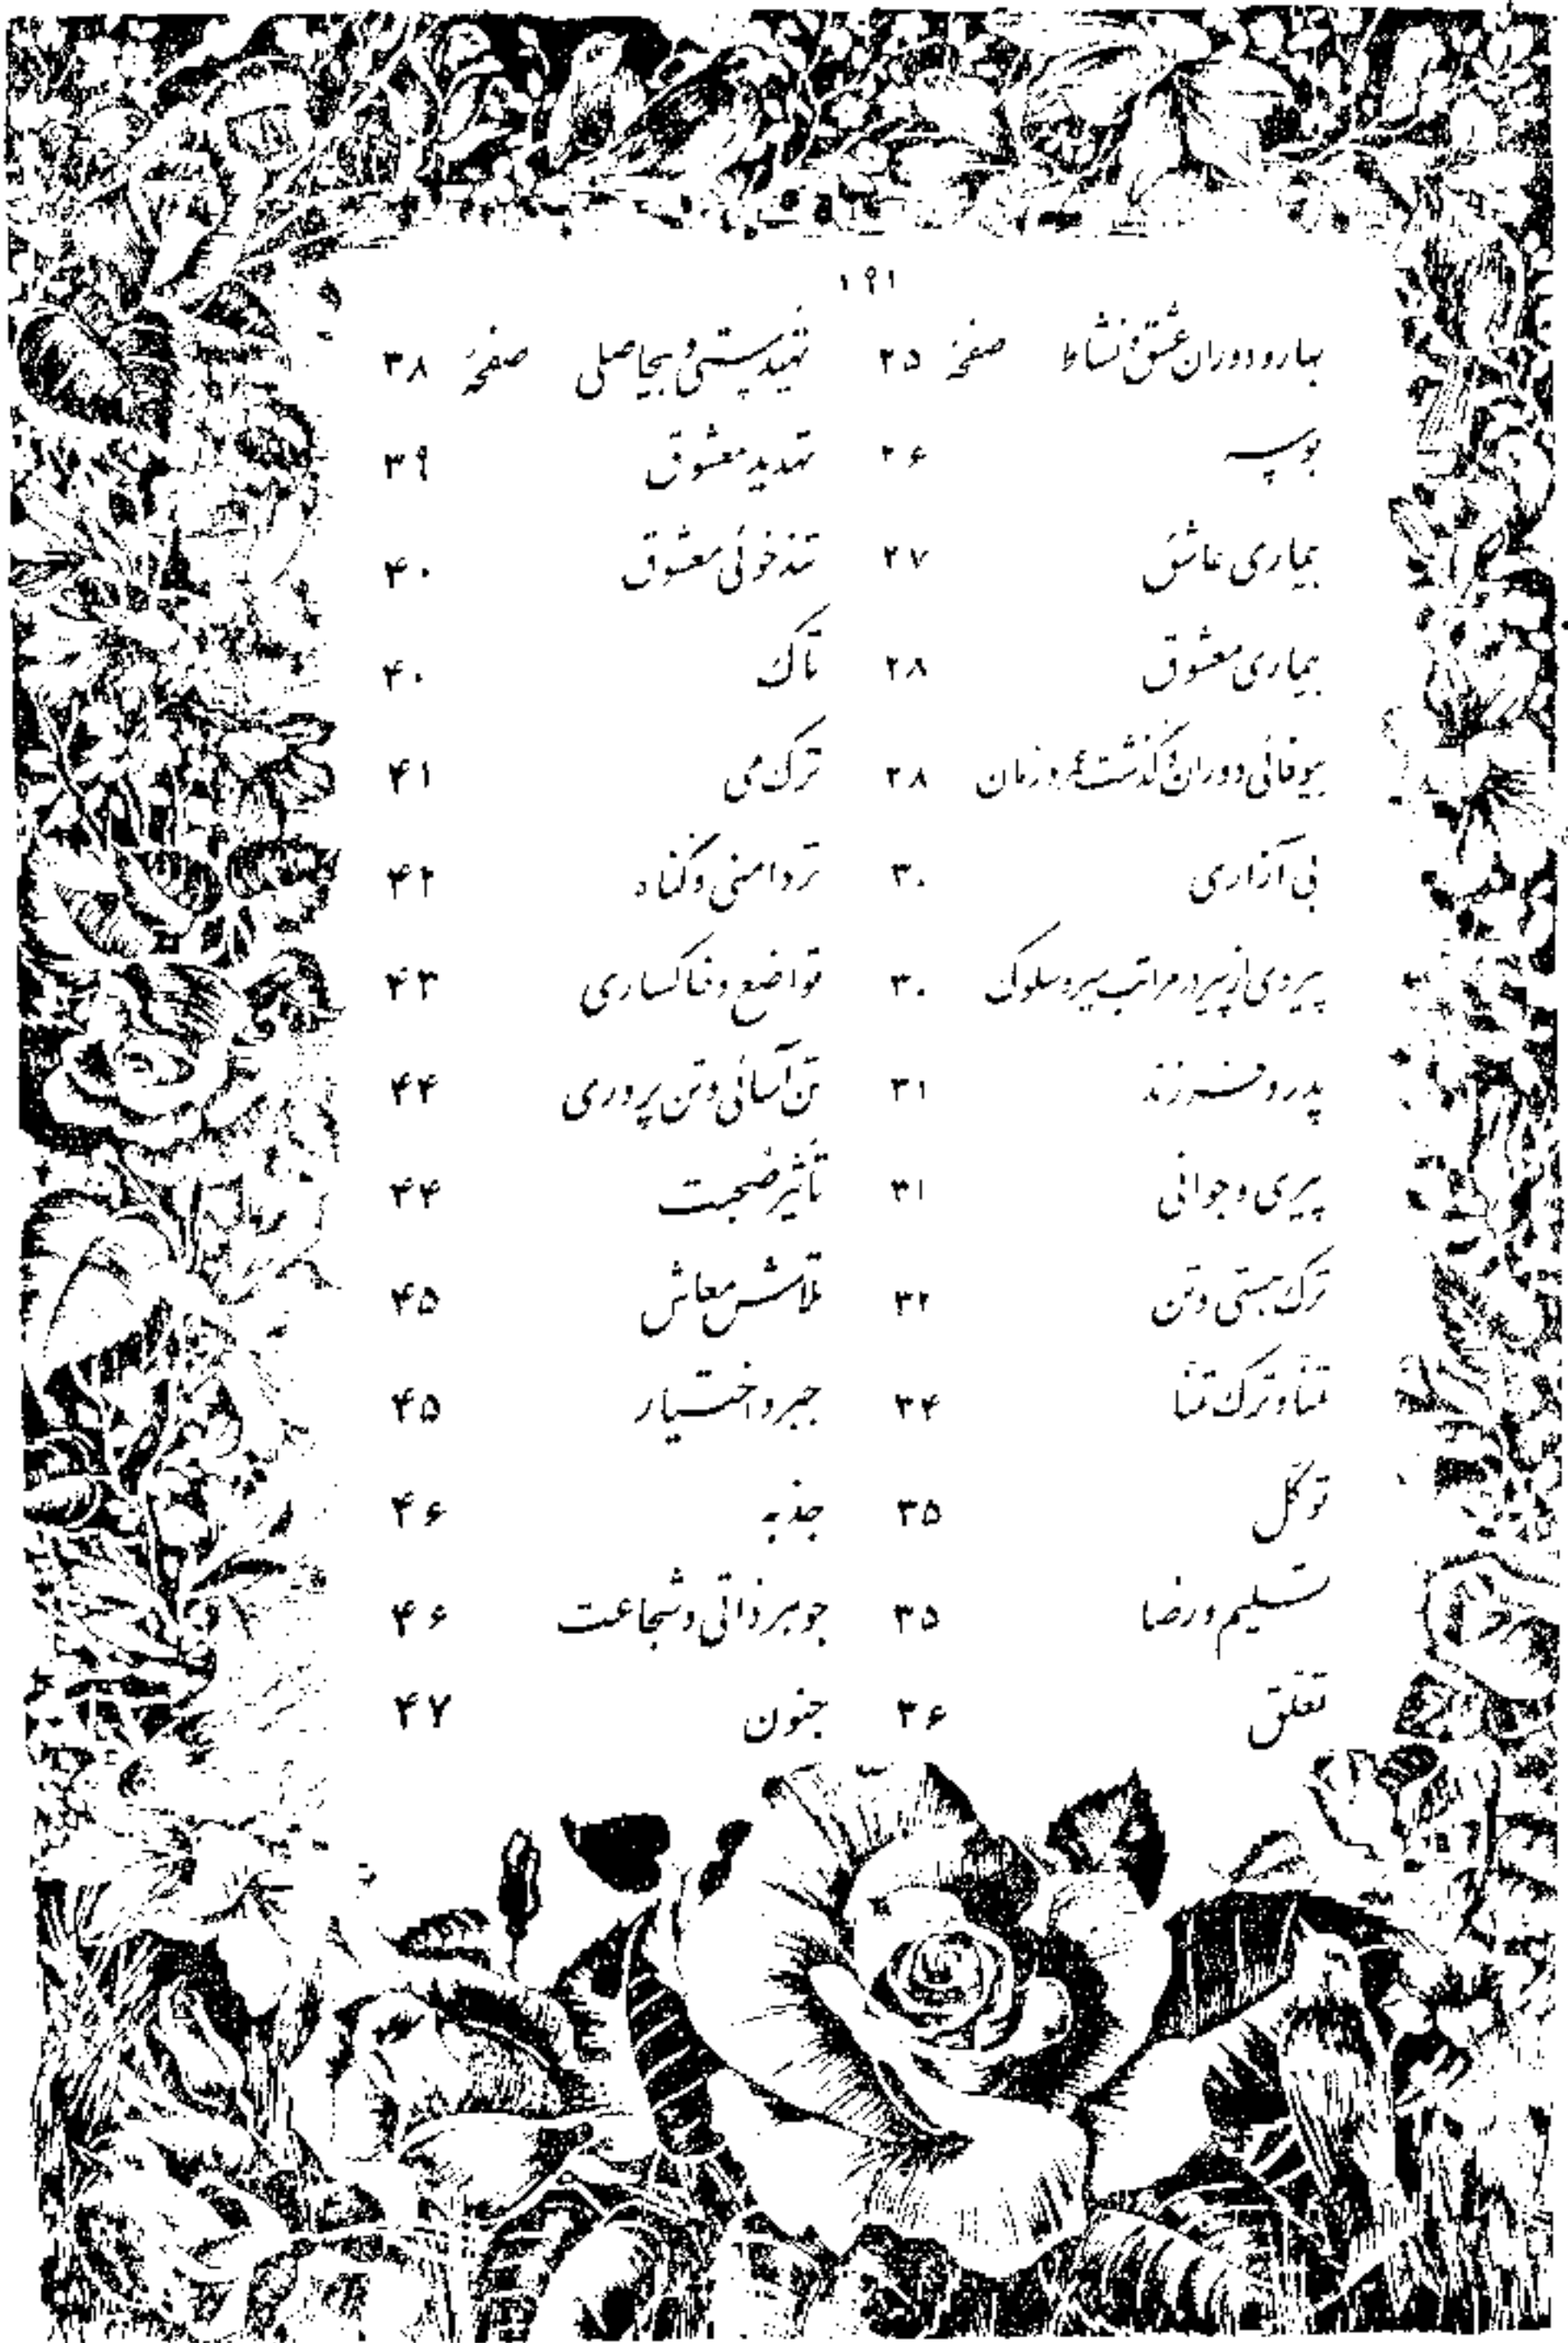 ۱۹۱
بهار و دوران عشق و نشاط صفحهٔ ۲۵ تهیدستی و بیحاصلی صفحهٔ ۳۸
بوسه ۲۶ تهدید معشوق ۳۹
بیماری عاشق ۲۷ تندخوئی معشوق ۴۰
بیماری معشوق ۲۸ تاک ۴۰
بیوفائی دوران و گذشت عمر و زمان ۲۸ ترک می ۴۱
بی آزاری ۳۰ تردامنی و گناه ۴۲
پیروی از پیر در مراتب سیر و سلوک ۳۰ تواضع و خاکساری ۴۳
پدر و فرزند ۳۱ تن آسائی و تن پروری ۴۴
پیری و جوانی ۳۱ تأثیر صحبت ۴۴
ترک هستی و تن ۳۲ تلاش معاش ۴۵
تمنا و ترک تمنا ۳۴ جبر و اختیار ۴۵
توکل ۳۵ جذبه ۴۶
تسلیم و رضا ۳۵ جوهر ذاتی و شجاعت ۴۶
تعلق ۳۶ جنون ۴۷